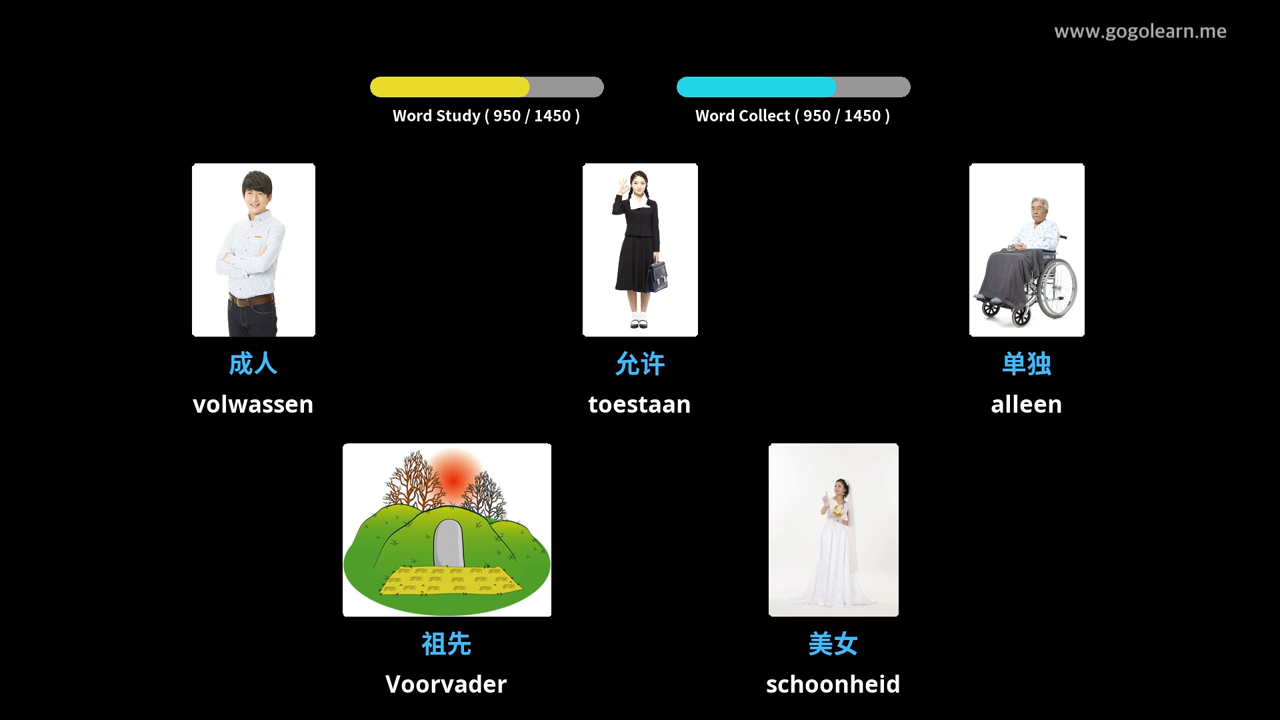 www.gogolearn.me
Word Study ( 950 / 1450 )
Word Collect ( 950 / 1450 )
成人
volwassen
允许
toestaan
单独
alleen
祖先
Voorvader
美女
schoonheid